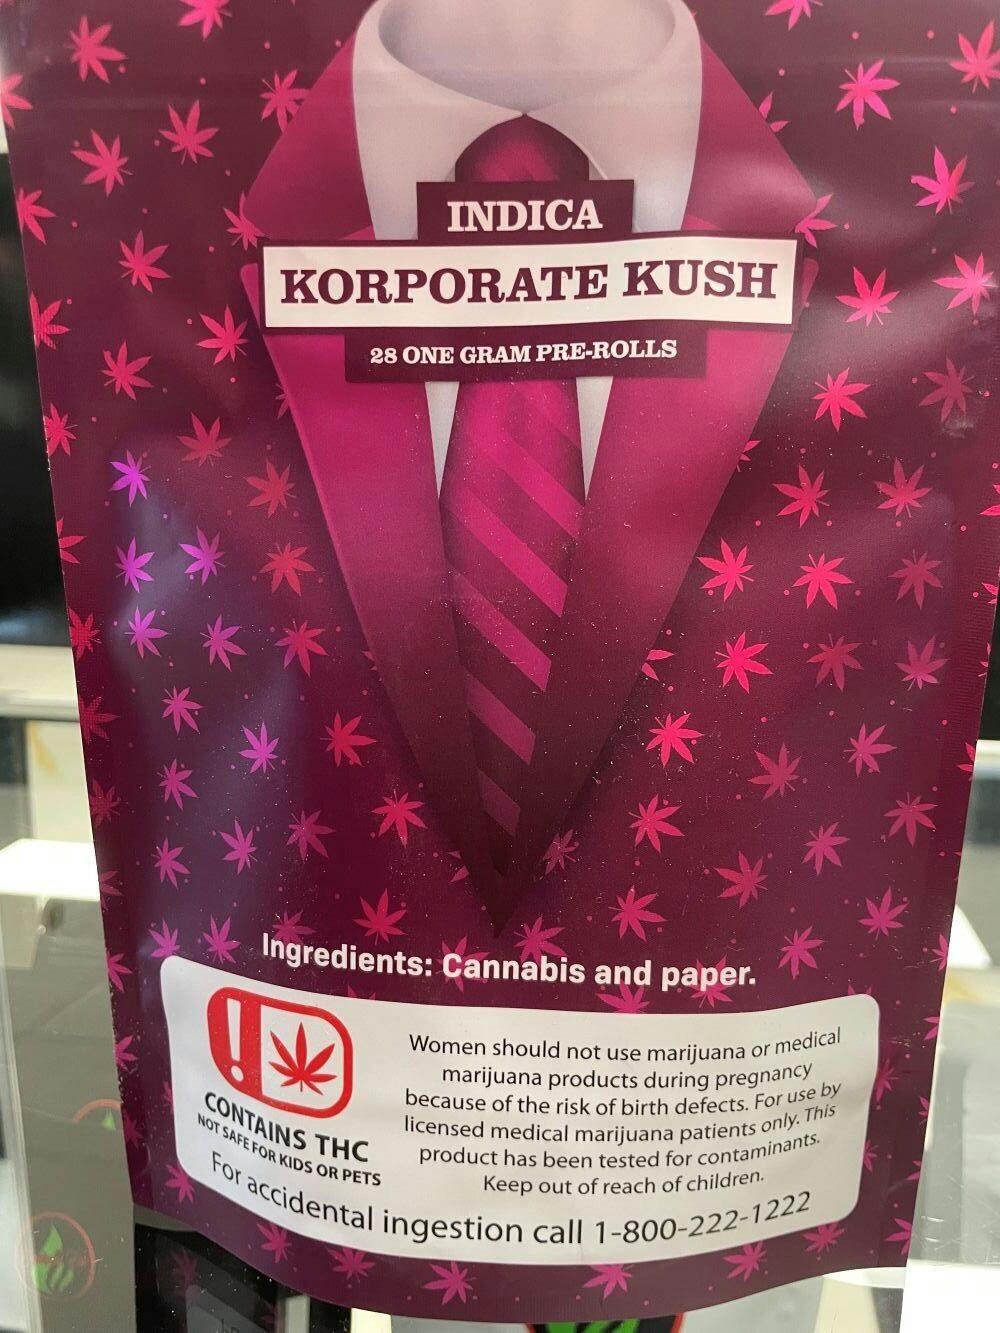 INDICA
KORPORATE KUSH
28 ONE GRAM PRE-ROLLS
Ingredients: Cannabis and paper.
CONTAINS THC
NOT SAFE FOR KIDS OR PETS
Women should not use marijuana or medical
marijuana products during pregnancy
because of the risk of birth defects. For use by
licensed medical marijuana patients only. This
product has been tested for contaminants.
Keep out of reach of children.
For accidental ingestion call 1-800-222-1222